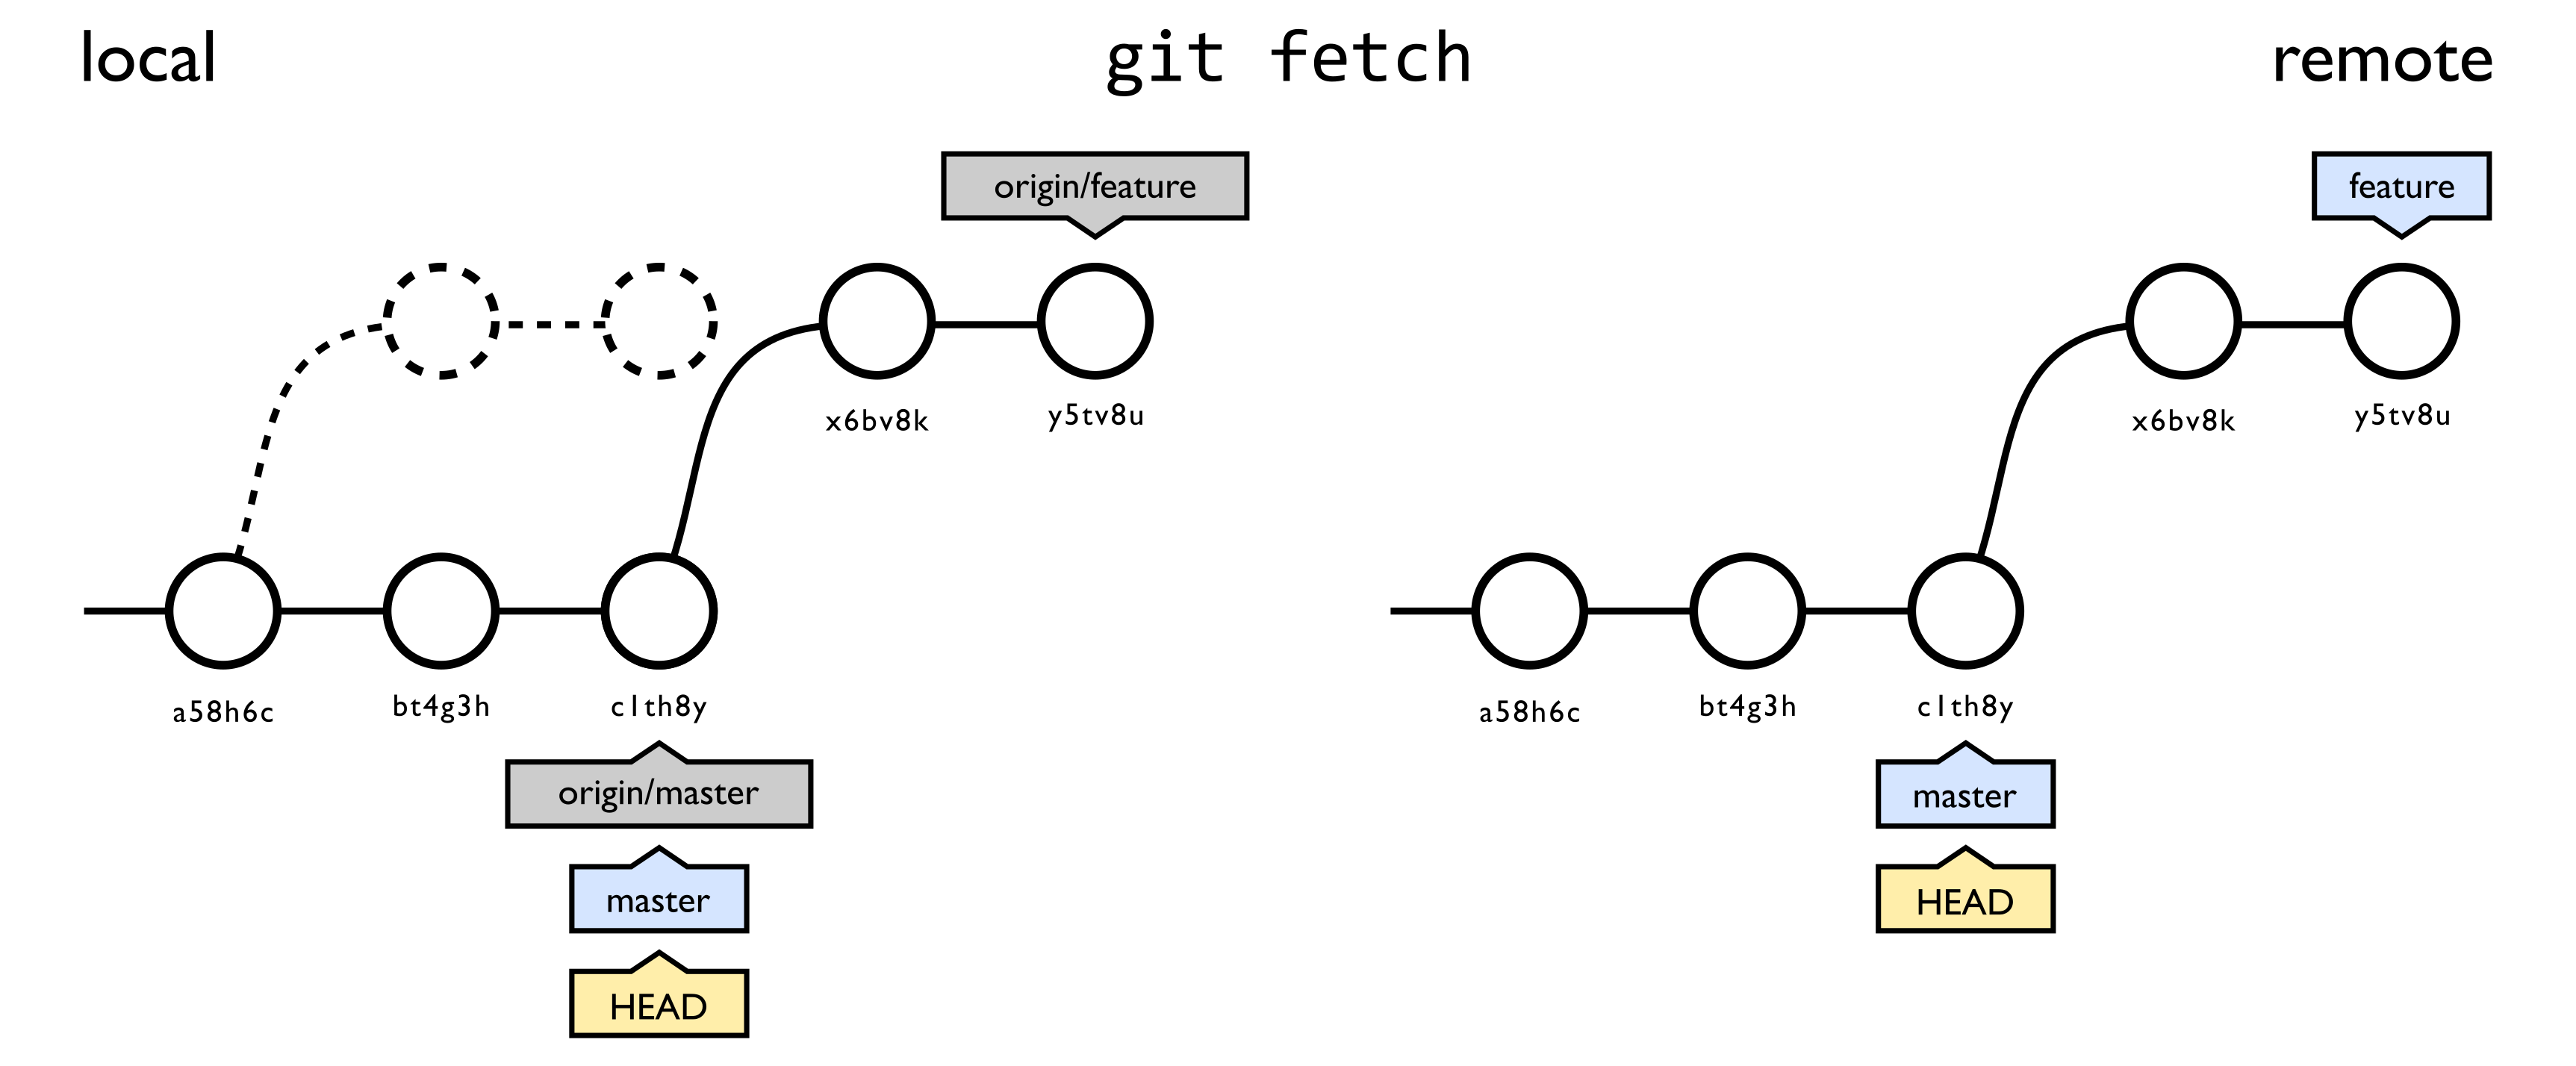 local
git fetch
remote
origin/feature
feature
x6bv8k
y5tv8u
x6bv8k
y5tv8u
a58h6c
bt4g3h
c1th8y
a58h6c
bt4g3h
c1th8y
origin/master
master
master
HEAD
HEAD